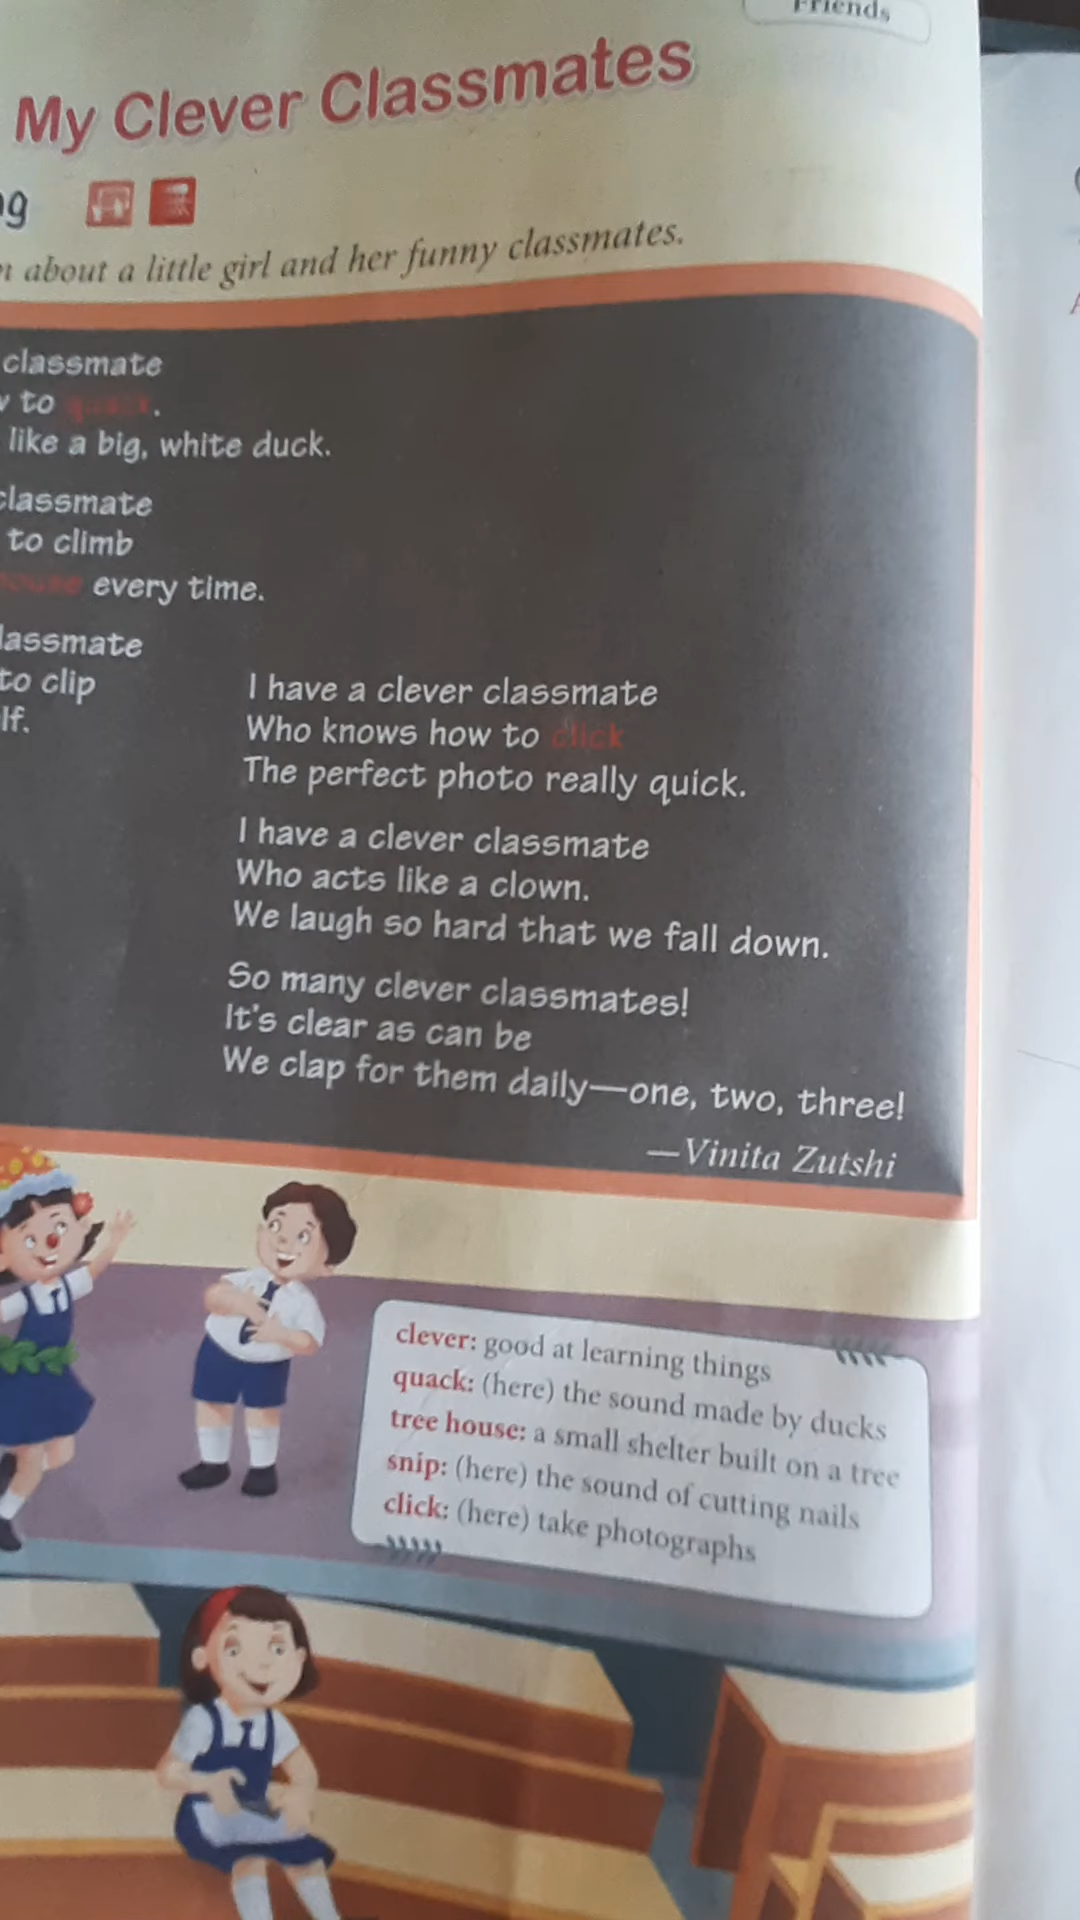 Friends
My Clever Classmates
about a little girl and her funny classmates.
classmate
to quack.
like a big, white duck.
classmate
to climb
house every time.
lassmate
to clip
lf.
I have a clever classmate
Who knows how to click
The perfect photo really quick.
I have a clever classmate
Who acts like a clown.
We laugh so hard that we fall down.
So many clever classmates!
It's clear as can be
We clap for them daily—one, two, three!
—Vinita Zutshi
clever: good at learning things
quack: (here) the sound made by ducks
tree house: a small shelter built on a tree
snip: (here) the sound of cutting nails
click: (here) take photographs